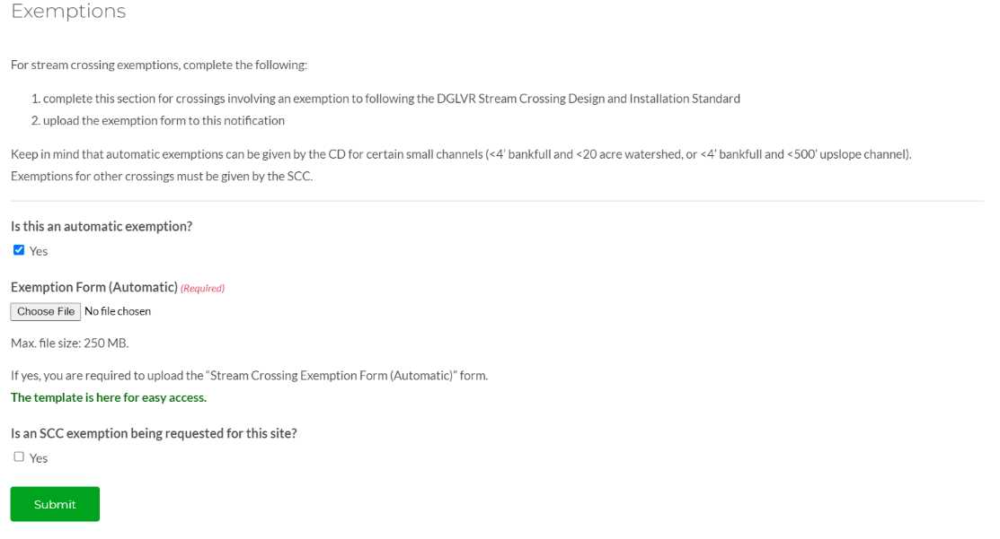 Exemptions
For stream crossing exemptions, complete the following:
1. complete this section for crossings involving an exemption to following the DGLVR Stream Crossing Design and Installation Standard
2. upload the exemption form to this notification
Keep in mind that automatic exemptions can be given by the CD for certain small channels (<4’ bankfull and <20 acre watershed, or <4’ bankfull and <500’ upslope channel).
Exemptions for other crossings must be given by the SCC.
Is this an automatic exemption?
Yes
Exemption Form (Automatic) (Required)
Choose File No file chosen
Max. file size: 250 MB.
If yes, you are required to upload the “Stream Crossing Exemption Form (Automatic)” form.
The template is here for easy access.
Is an SCC exemption being requested for this site?
Yes
Submit